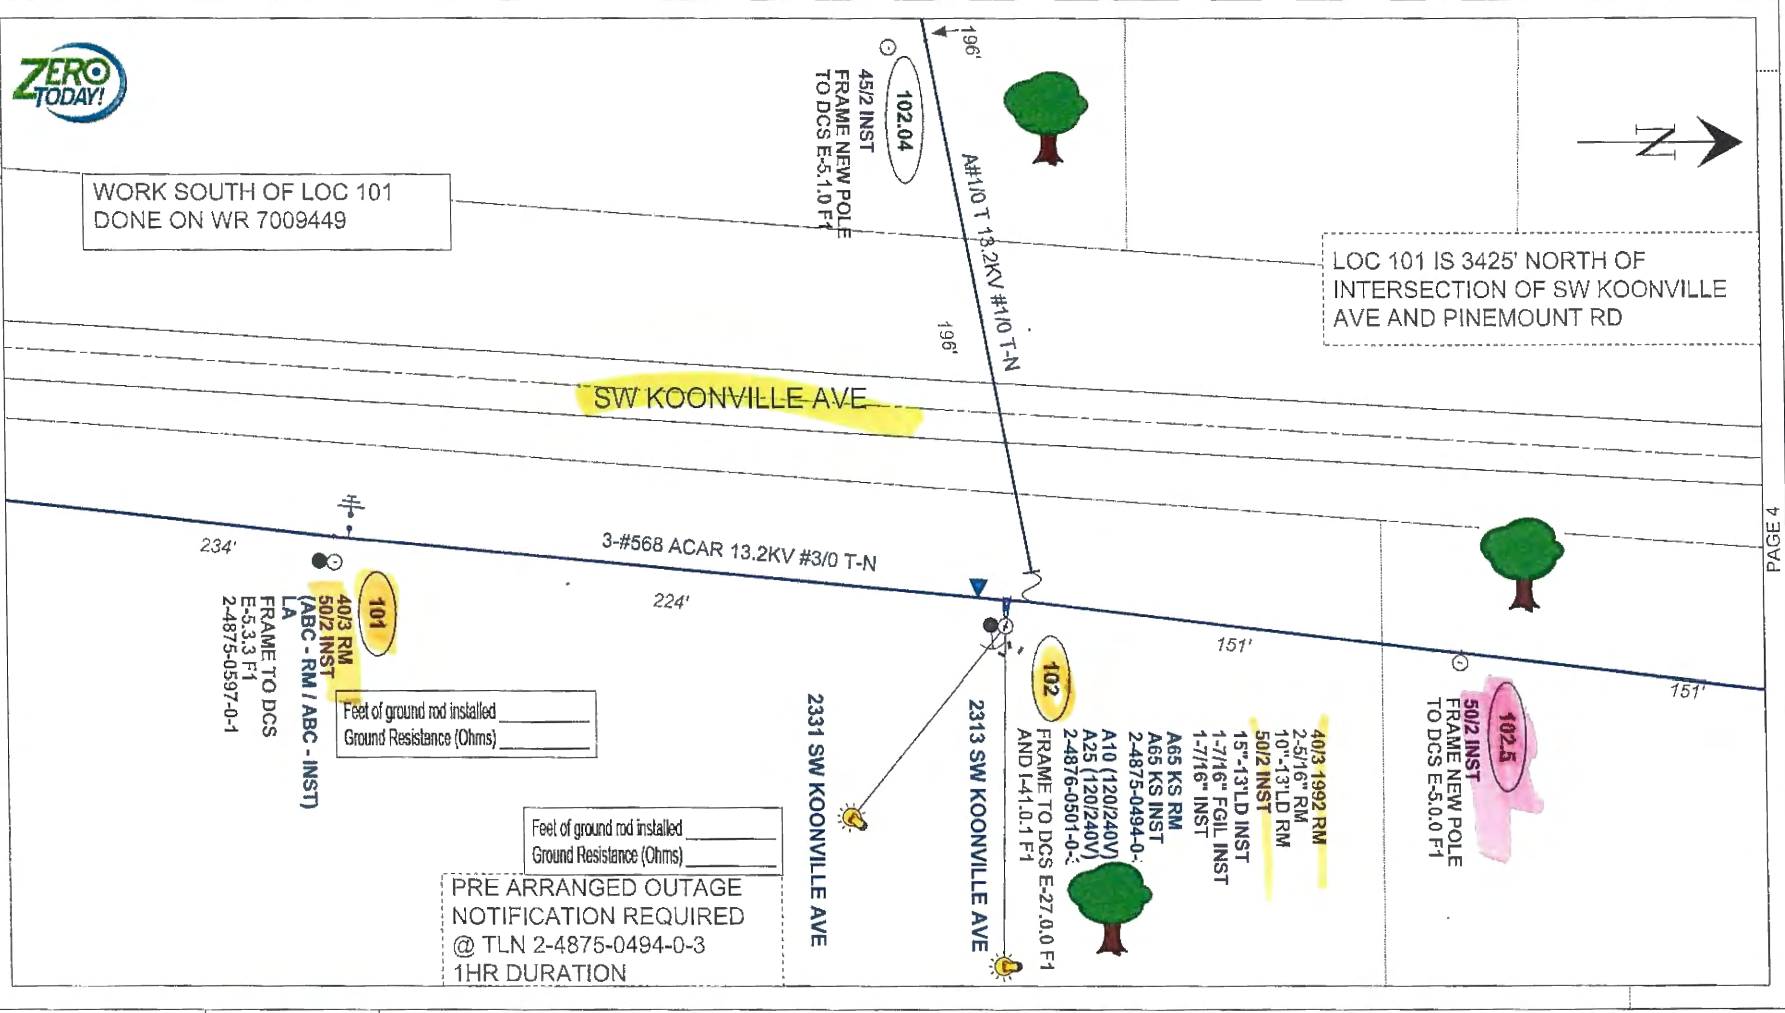 ZERO
TODAY!
WORK SOUTH OF LOC 101
DONE ON WR 7009449
102.04
45/2 INST
FRAME NEW POLE
TO DCS E-5.1.0 F1
196'
A#1/0 T 13.2KV #1/0 T-N
196'
N
LOC 101 IS 3425' NORTH OF
INTERSECTION OF SW KOONVILLE
AVE AND PINEMOUNT RD
SW KOONVILLE AVE
PAGE 4
234'
3-#568 ACAR 13.2KV #3/0 T-N
224'
151'
151'
101
40/3 RM
50/2 INST
(ABC - RM / ABC - INST)
LA
FRAME TO DCS
E-5.3.3 F1
2-4875-0597-0-1
Feet of ground rod installed
Ground Resistance (Ohms)
102
40/3 1992 RM
2-5/16" RM
10"-13'LD RM
50/2 INST
15"-13'LD INST
1-7/16" FGIL INST
1-7/16" INST
A65 KS RM
A65 KS INST
2-4875-0494-0-
A10 (120/240V)
A25 (120/240V)
2-4876-0501-0-
FRAME TO DCS E-27.0.0 F1
AND I-41.0.1 F1
102.5
50/2 INST
FRAME NEW POLE
TO DCS E-5.0.0 F1
2331 SW KOONVILLE AVE
2313 SW KOONVILLE AVE
Feet of ground rod installed
Ground Resistance (Ohms)
PRE ARRANGED OUTAGE
NOTIFICATION REQUIRED
@ TLN 2-4875-0494-0-3
1HR DURATION